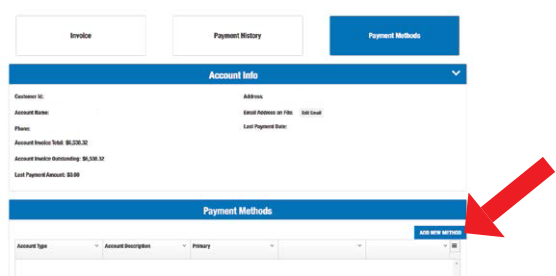 Invoice
Payment History
Payment Methods
Account Info
Customer Id:
Address:
Account Name:
Email Address on File: Edit Email
Phone:
Last Payment Date:
Account Invoice Total: $6,538.32
Account Invoice Outstanding: $6,538.32
Last Payment Amount: $0.00
Payment Methods
ADD NEW METHOD
Account Type
Account Description
Primary